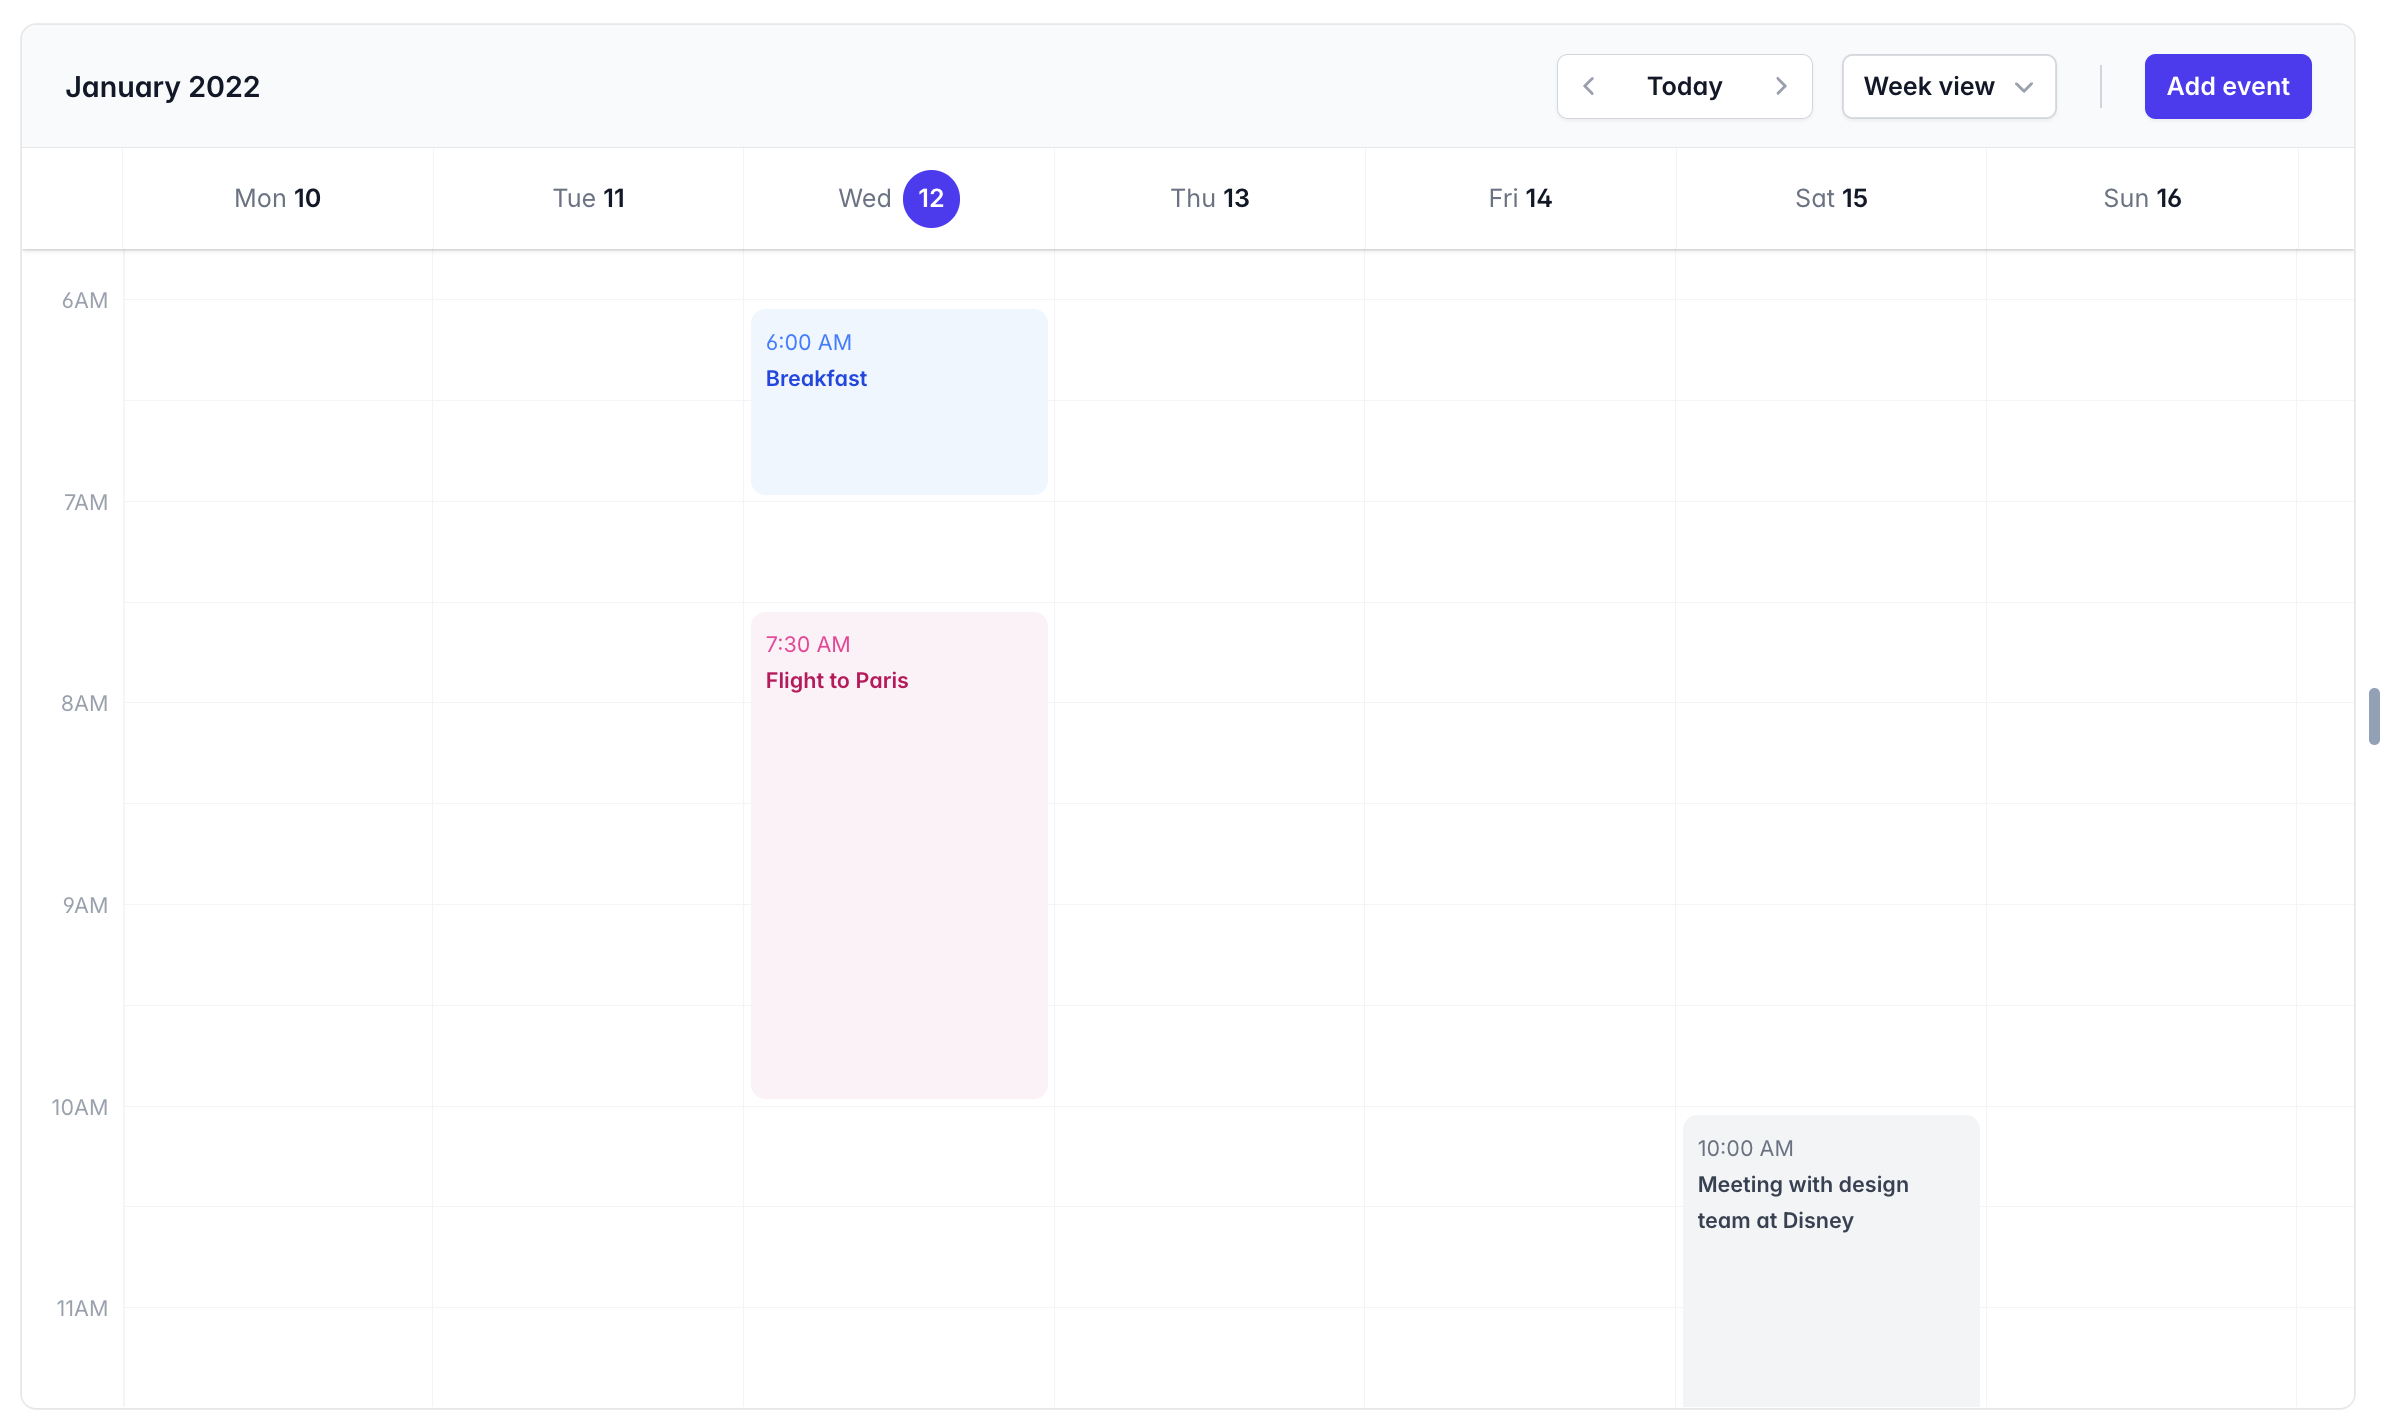 January 2022
Today
Week view
Add event
Mon 10
Tue 11
Wed 12
Thu 13
Fri 14
Sat 15
Sun 16
6AM
6:00 AM
Breakfast
7AM
7:30 AM
Flight to Paris
8AM
9AM
10AM
10:00 AM
Meeting with design
team at Disney
11AM